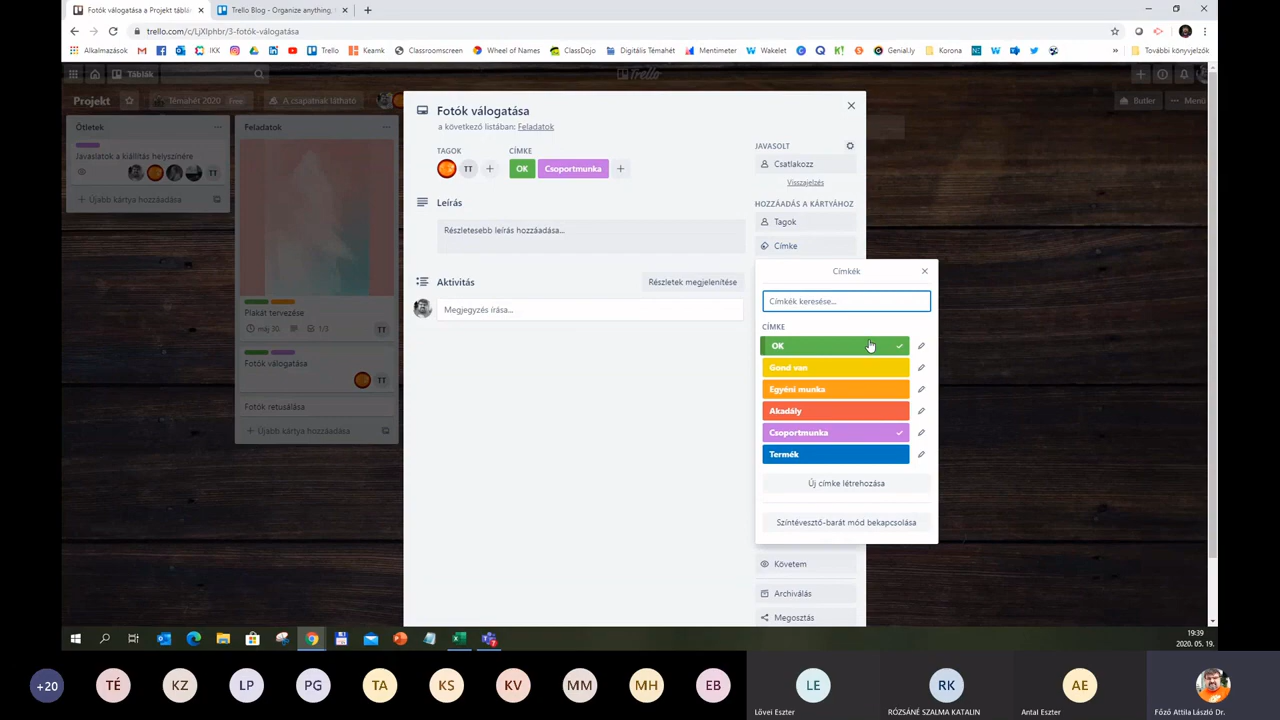 Fotók válogatása a Projekt táblán
Trello Blog - Organize anything,
trello.com/c/LjXlphbr/3-fotók-válogatása
Alkalmazások
IKK
Trello
Keamk
Classroomscreen
Wheel of Names
ClassDojo
Digitális Témahét
Mentimeter
Wakelet
Genial.ly
Korona
További könyvjelzők
Táblák
Trello
Projekt
Témahét 2020
Free
A csapatnak látható
Butler
Menü
Ötletek
Javaslatok a kiállítás helyszínére
TT
Újabb kártya hozzáadása
Feladatok
Plakát tervezése
máj 30.
1/3
TT
Fotók válogatása
TT
Fotók retusálása
Újabb kártya hozzáadása
Fotók válogatása
a következő listában: Feladatok
TAGOK
CÍMKE
TT
OK
Csoportmunka
Leírás
Részletesebb leírás hozzáadása...
Aktivitás
Részletek megjelenítése
Megjegyzés írása...
JAVASOLT
Csatlakozz
Visszajelzés
HOZZÁADÁS A KÁRTYÁHOZ
Tagok
Címke
Címkék
Címkék keresése...
CÍMKE
OK
Gond van
Egyéni munka
Akadály
Csoportmunka
Termék
Új címke létrehozása
Színtévesztő-barát mód bekapcsolása
Követem
Archiválás
Megosztás
19:39
2020. 05. 19.
+20
TÉ
KZ
LP
PG
TA
KS
KV
MM
MH
EB
LE
RK
AE
Lövei Eszter
RÓZSÁNÉ SZALMA KATALIN
Antal Eszter
Főző Attila László Dr.